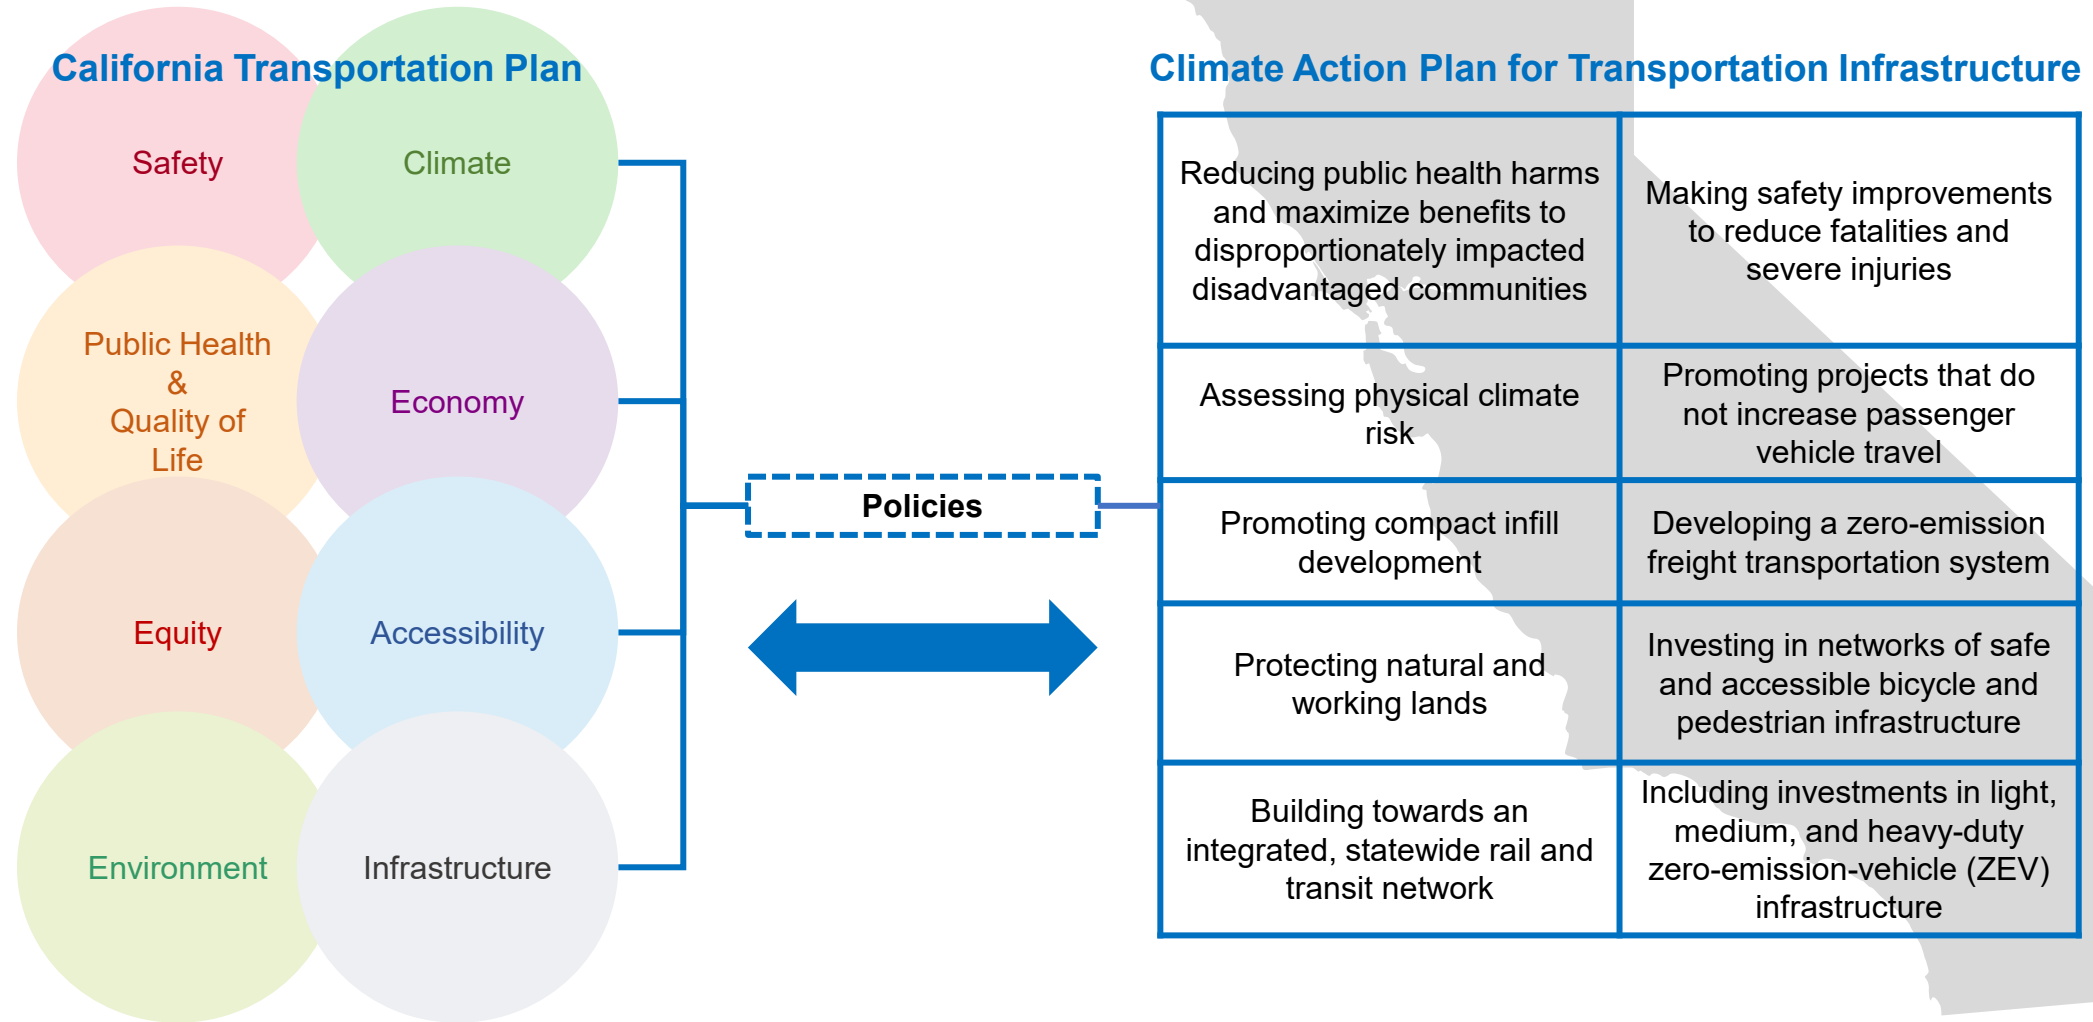 California Transportation Plan
Safety
Climate
Public Health
&
Quality of
Life
Economy
Equity
Accessibility
Environment
Infrastructure
Policies
Climate Action Plan for Transportation Infrastructure
Reducing public health harms
and maximize benefits to
disproportionately impacted
disadvantaged communities
Making safety improvements
to reduce fatalities and
severe injuries
Assessing physical climate
risk
Promoting projects that do
not increase passenger
vehicle travel
Promoting compact infill
development
Developing a zero-emission
freight transportation system
Protecting natural and
working lands
Investing in networks of safe
and accessible bicycle and
pedestrian infrastructure
Building towards an
integrated, statewide rail and
transit network
Including investments in light,
medium, and heavy-duty
zero-emission-vehicle (ZEV)
infrastructure